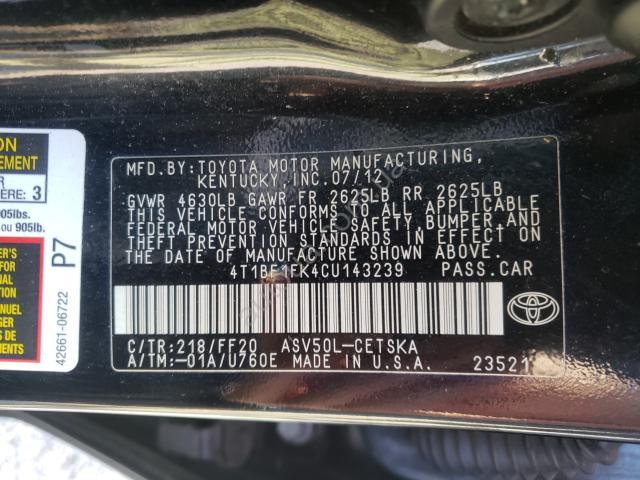 MFD.BY:TOYOTA MOTOR MANUFACTURING,
KENTUCKY,INC.07/12
GVWR 4630LB GAWR FR 2625LB RR 2625LB
THIS VEHICLE CONFORMS TO ALL APPLICABLE
FEDERAL MOTOR VEHICLE SAFETY,BUMPER,AND
THEFT PREVENTION STANDARDS IN EFFECT ON
THE DATE OF MANUFACTURE SHOWN ABOVE.
4T1BF1FK4CU143239 PASS.CAR
C/TR:218/FF20 ASV50L-CETSKA
A/TM:-01A/U760E MADE IN U.S.A. 23521
ON
EMENT
R
ÈRE: 3
905lbs.
ou 905lb.
P7
42661-06722